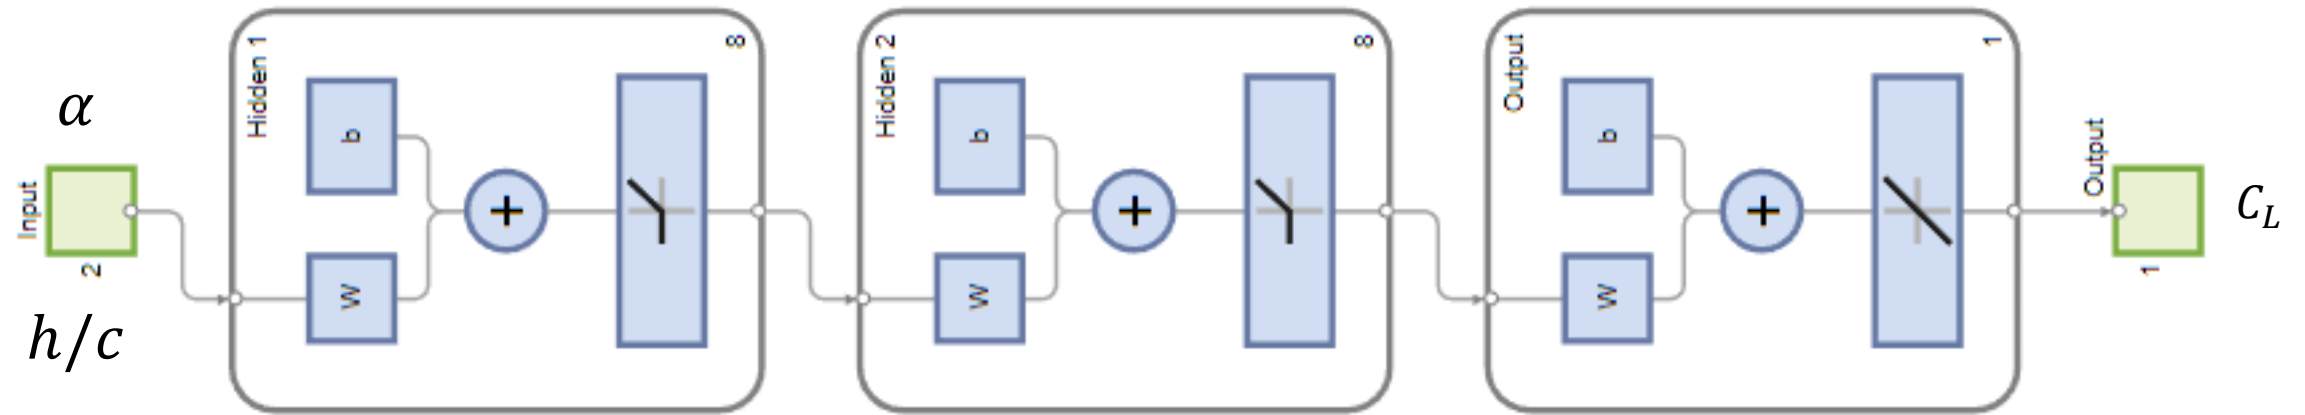 α
Input
2
h/c
Hidden 1
8
b
W
+
Hidden 2
8
b
W
+
Output
1
b
W
+
Output
1
C_L